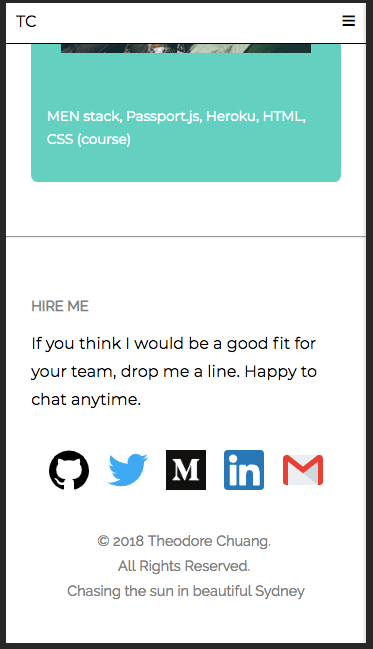 TC
MEN stack, Passport.js, Heroku, HTML,
CSS (course)
HIRE ME
If you think I would be a good fit for
your team, drop me a line. Happy to
chat anytime.
M in
© 2018 Theodore Chuang.
All Rights Reserved.
Chasing the sun in beautiful Sydney